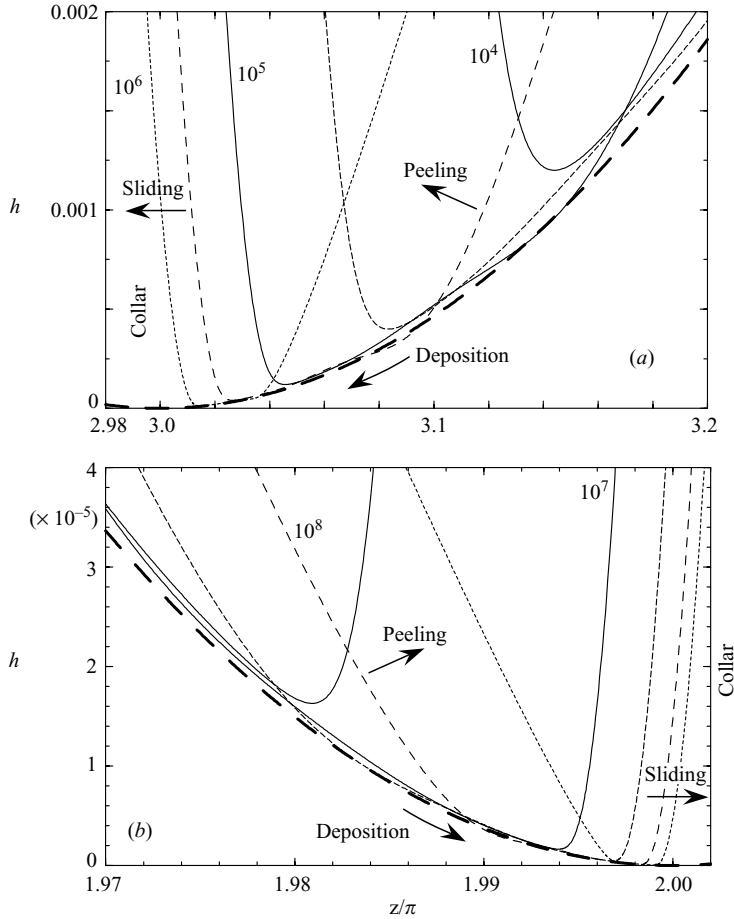 0.002
10⁶
10⁵
10⁴
Peeling
Sliding
h
0.001
Collar
Deposition
(a)
0
2.98
3.0
3.1
3.2
4
(× 10⁻⁵)
10⁷
10⁸
3
Peeling
h
2
Collar
1
Sliding
(b)
Deposition
0
1.97
1.98
1.99
2.00
z/π